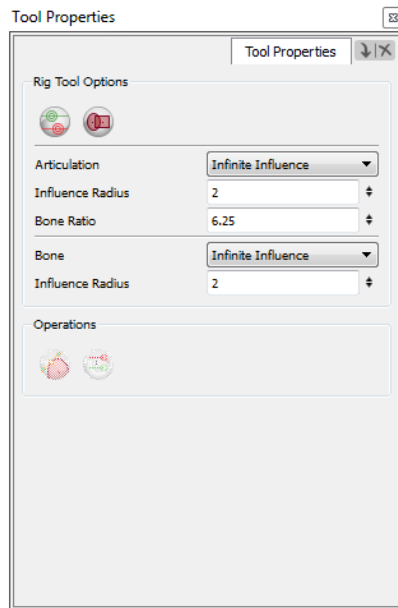 Tool Properties
Tool Properties
Rig Tool Options
Articulation Infinite Influence
Influence Radius 2
Bone Ratio 6.25
Bone Infinite Influence
Influence Radius 2
Operations